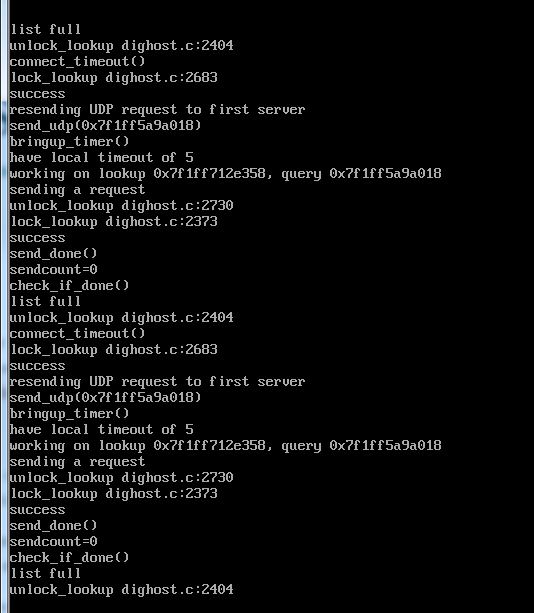 list full
unlock_lookup dighost.c:2404
connect_timeout()
lock_lookup dighost.c:2683
success
resending UDP request to first server
send_udp(0x7f1ff5a9a018)
bringup_timer()
have local timeout of 5
working on lookup 0x7f1ff712e358, query 0x7f1ff5a9a018
sending a request
unlock_lookup dighost.c:2730
lock_lookup dighost.c:2373
success
send_done()
sendcount=0
check_if_done()
list full
unlock_lookup dighost.c:2404
connect_timeout()
lock_lookup dighost.c:2683
success
resending UDP request to first server
send_udp(0x7f1ff5a9a018)
bringup_timer()
have local timeout of 5
working on lookup 0x7f1ff712e358, query 0x7f1ff5a9a018
sending a request
unlock_lookup dighost.c:2730
lock_lookup dighost.c:2373
success
send_done()
sendcount=0
check_if_done()
list full
unlock_lookup dighost.c:2404